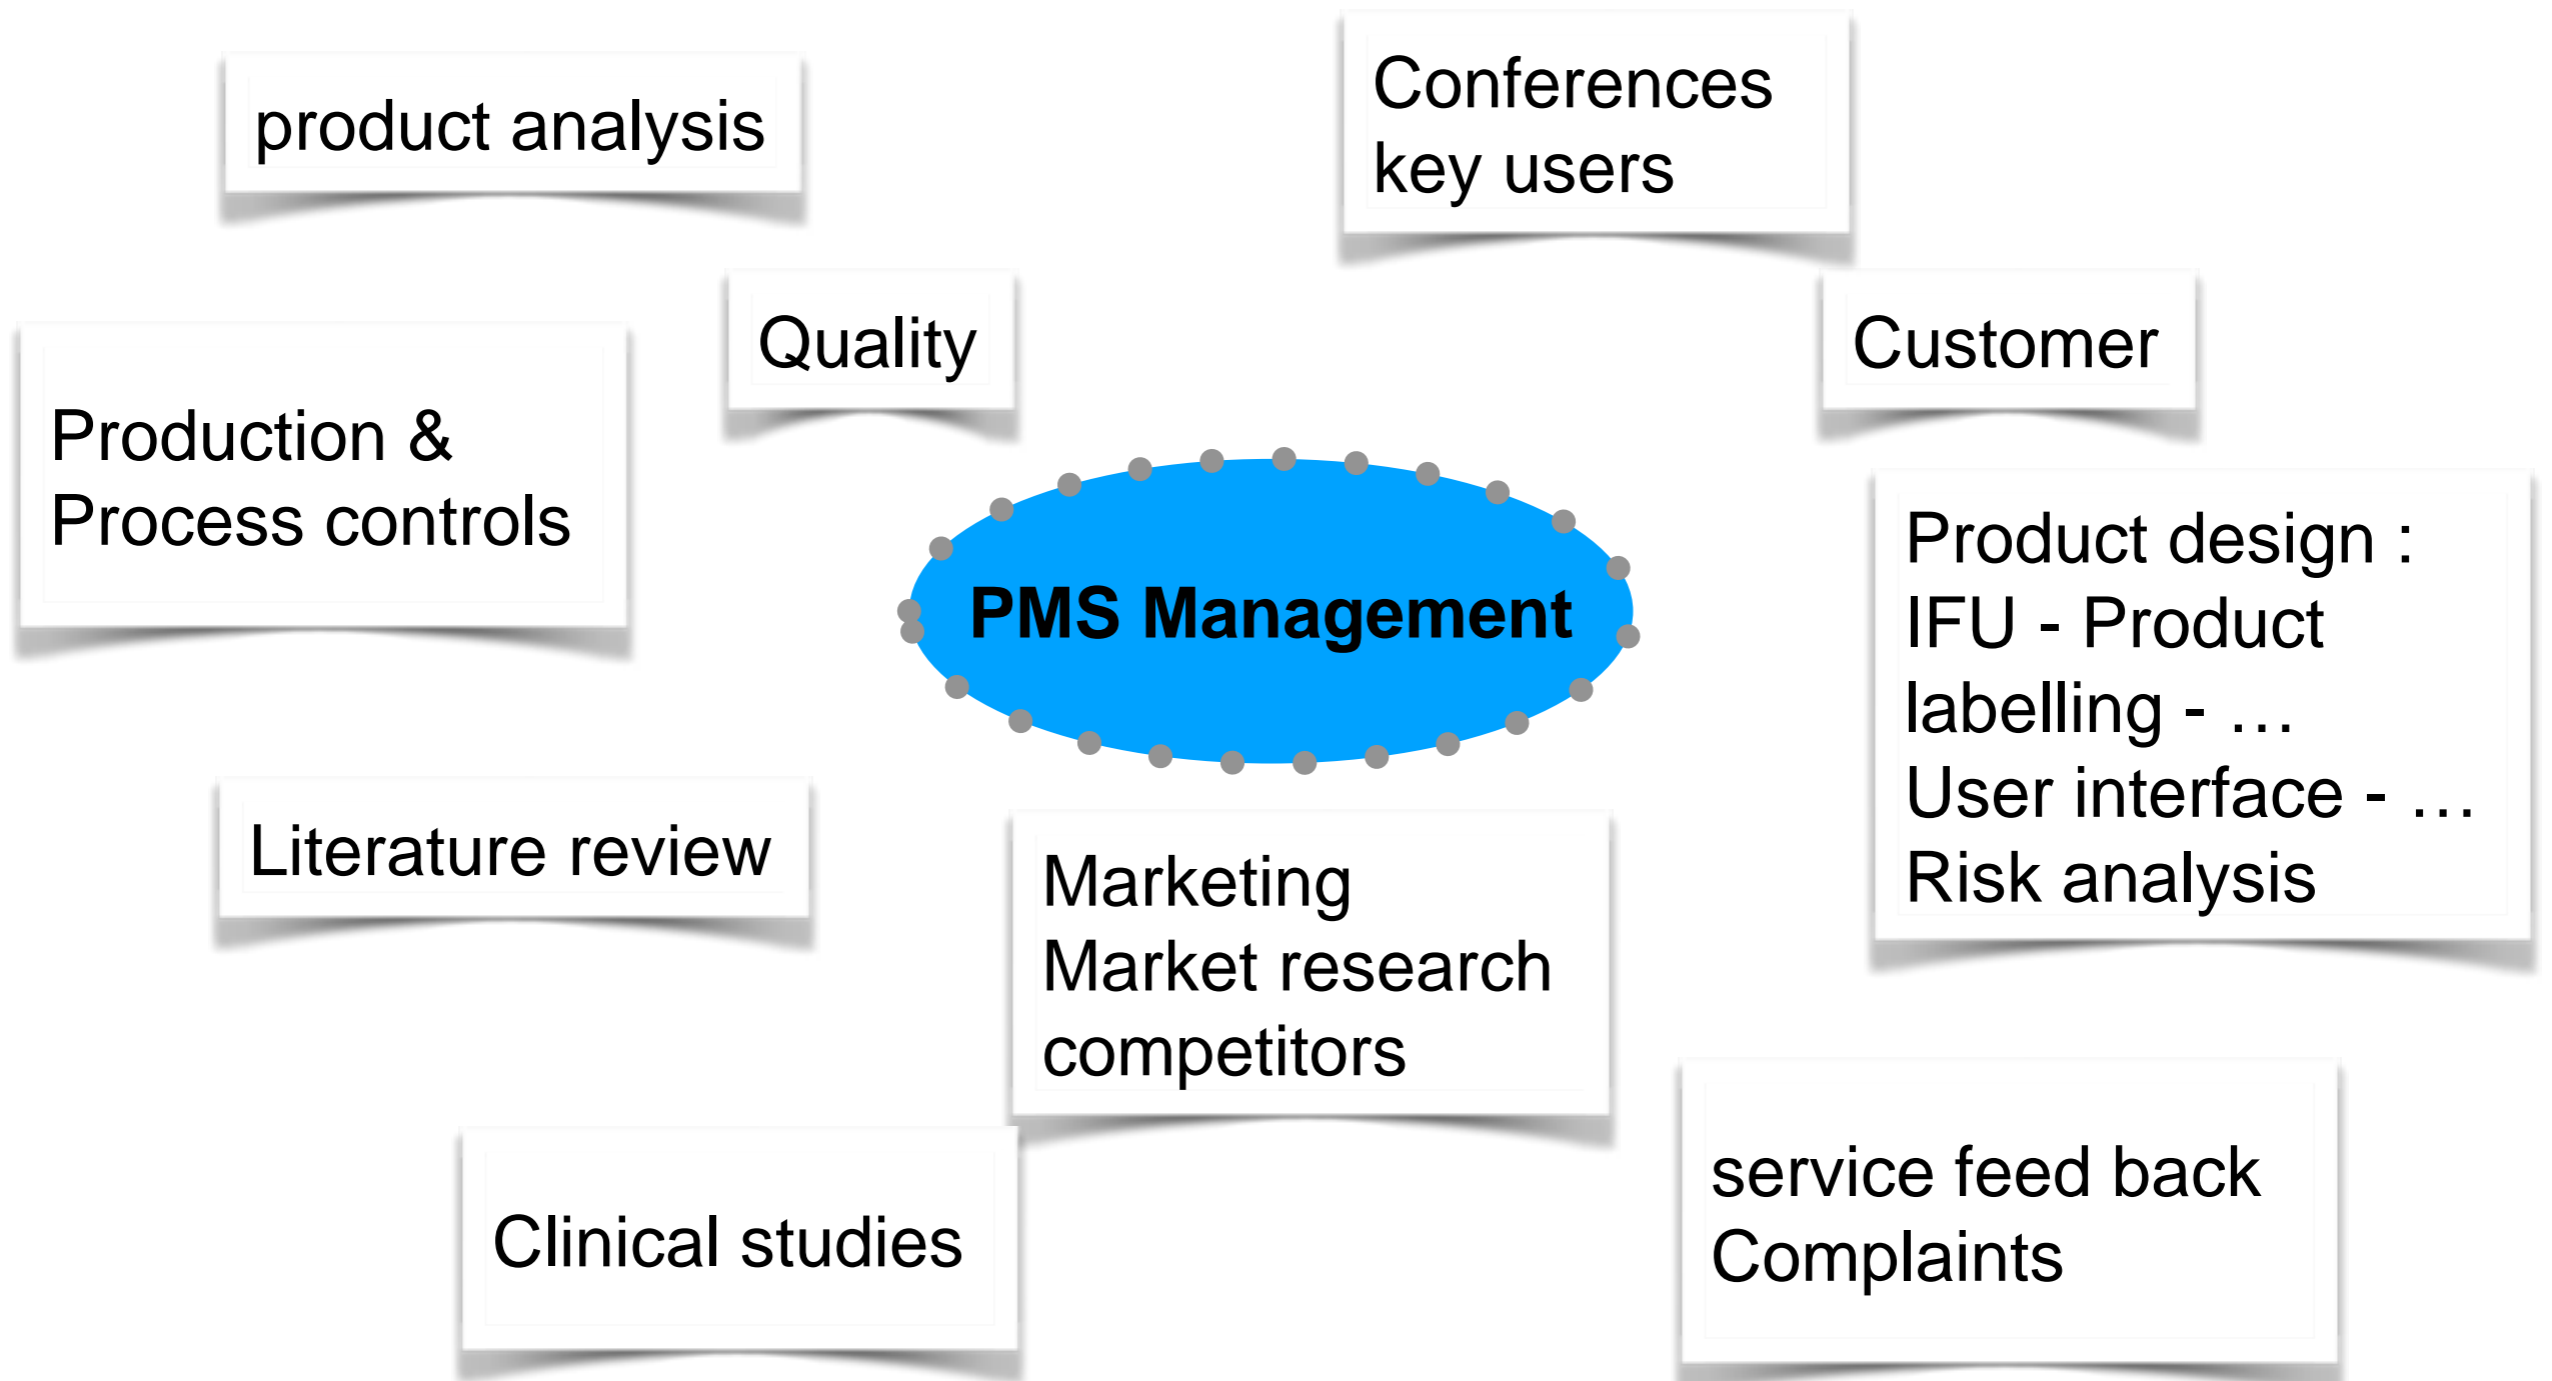 product analysis
Conferences
key users
Quality
Customer
Production &
Process controls
Product design :
IFU - Product
labelling - …
User interface - …
Risk analysis
PMS Management
Literature review
Marketing
Market research
competitors
Clinical studies
service feed back
Complaints